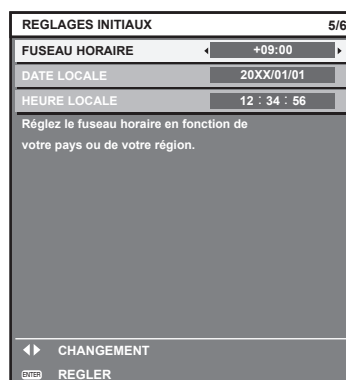 REGLAGES INITIAUX 5/6
FUSEAU HORAIRE +09:00
DATE LOCALE 20XX/01/01
HEURE LOCALE 12 : 34 : 56
Réglez le fuseau horaire en fonction de
votre pays ou de votre région.
CHANGEMENT
ENTER REGLER